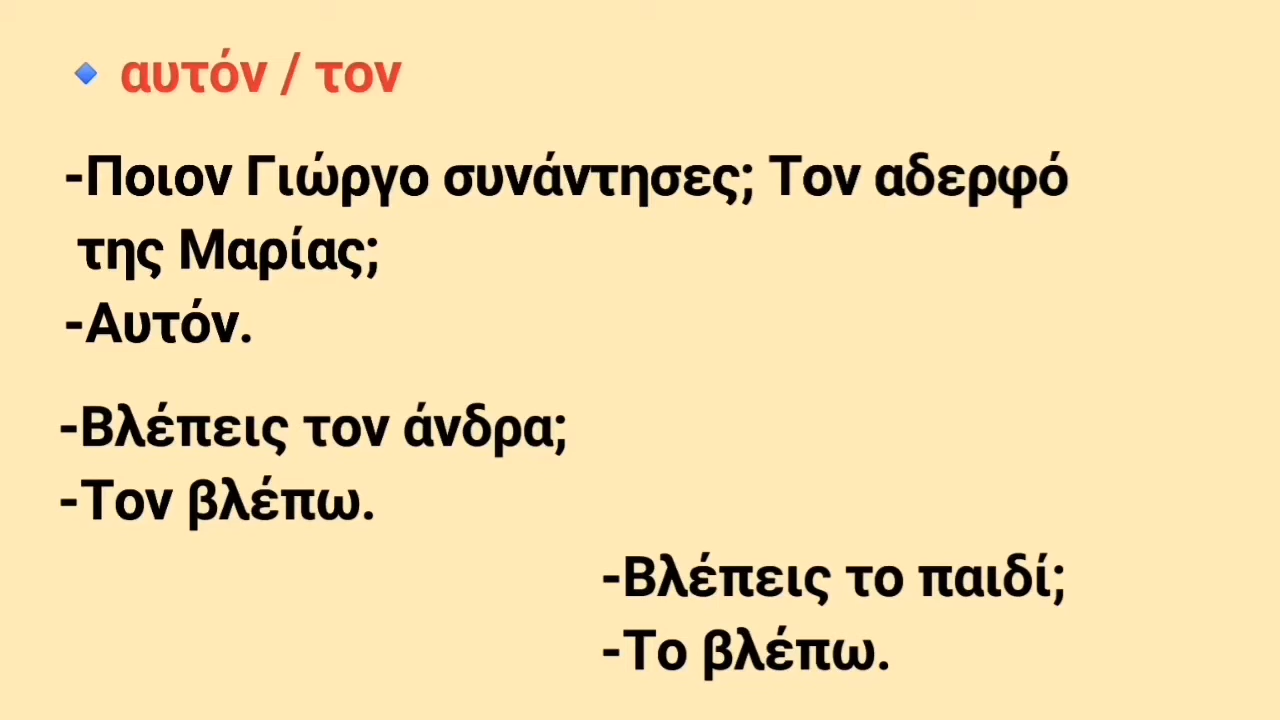 🔹 αυτόν / τον
-Ποιον Γιώργο συνάντησες; Τον αδερφό
της Μαρίας;
-Αυτόν.
-Βλέπεις τον άνδρα;
-Τον βλέπω.
-Βλέπεις το παιδί;
-Το βλέπω.